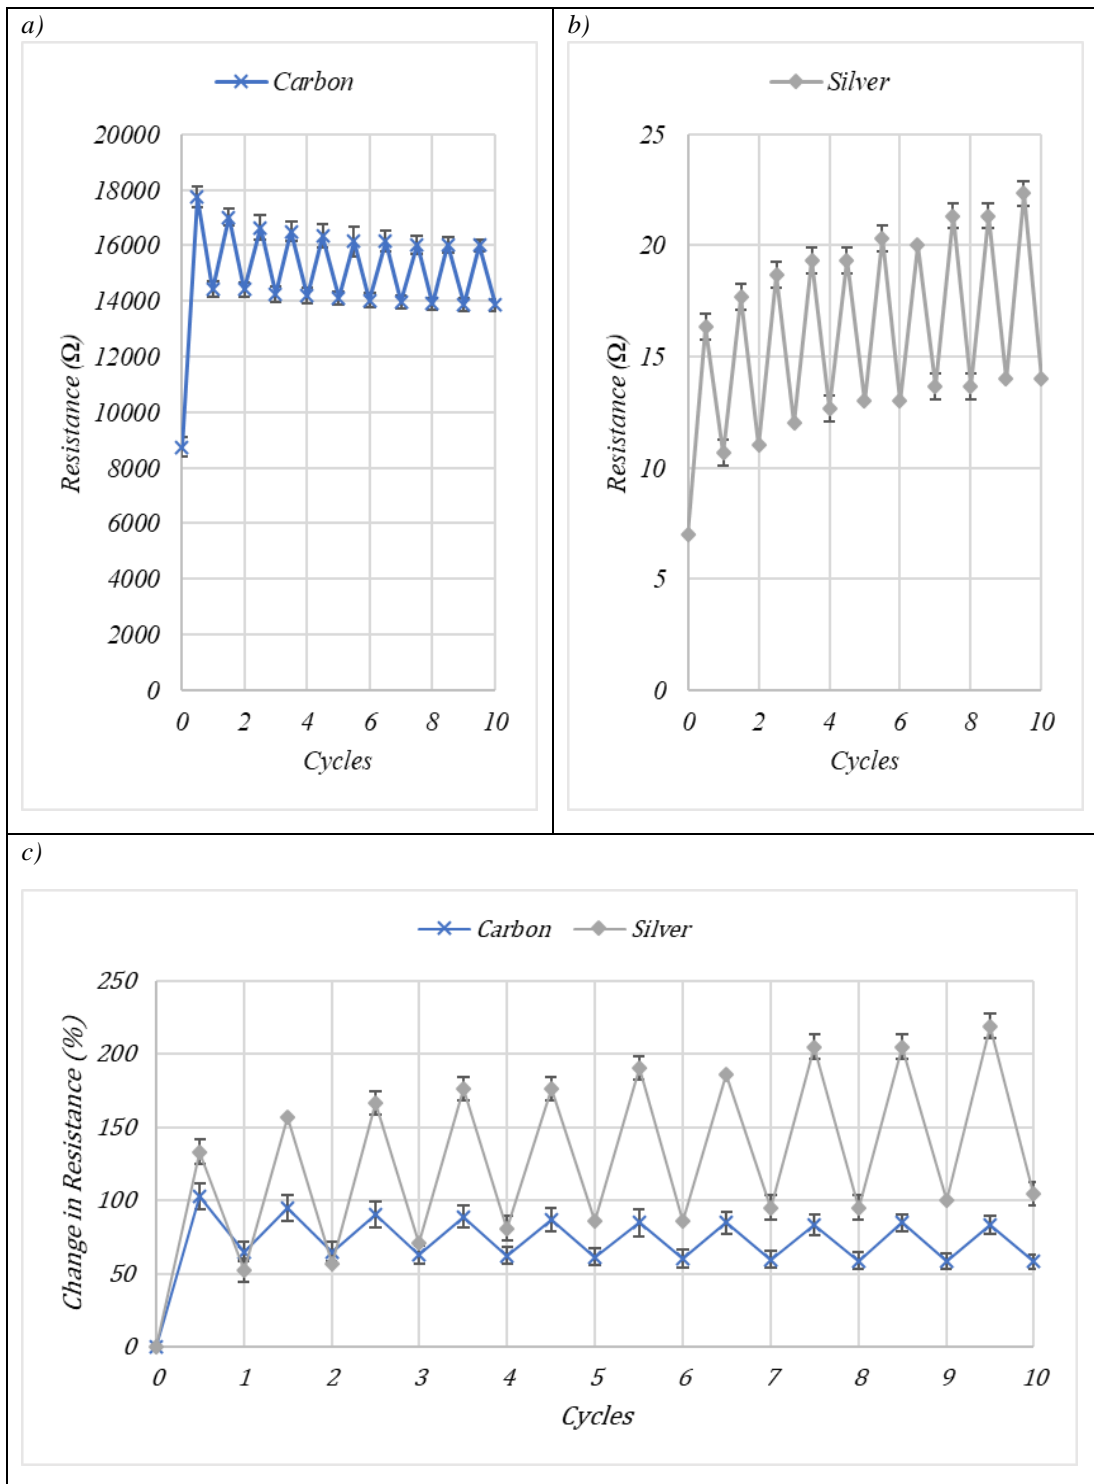 a)
Carbon
20000
18000
16000
14000
12000
10000
8000
6000
4000
2000
0
Resistance (Ω)
0 2 4 6 8 10
Cycles
b)
Silver
25
20
15
10
5
0
Resistance (Ω)
0 2 4 6 8 10
Cycles
c)
Carbon Silver
250
200
150
100
50
0
Change in Resistance (%)
0 1 2 3 4 5 6 7 8 9 10
Cycles